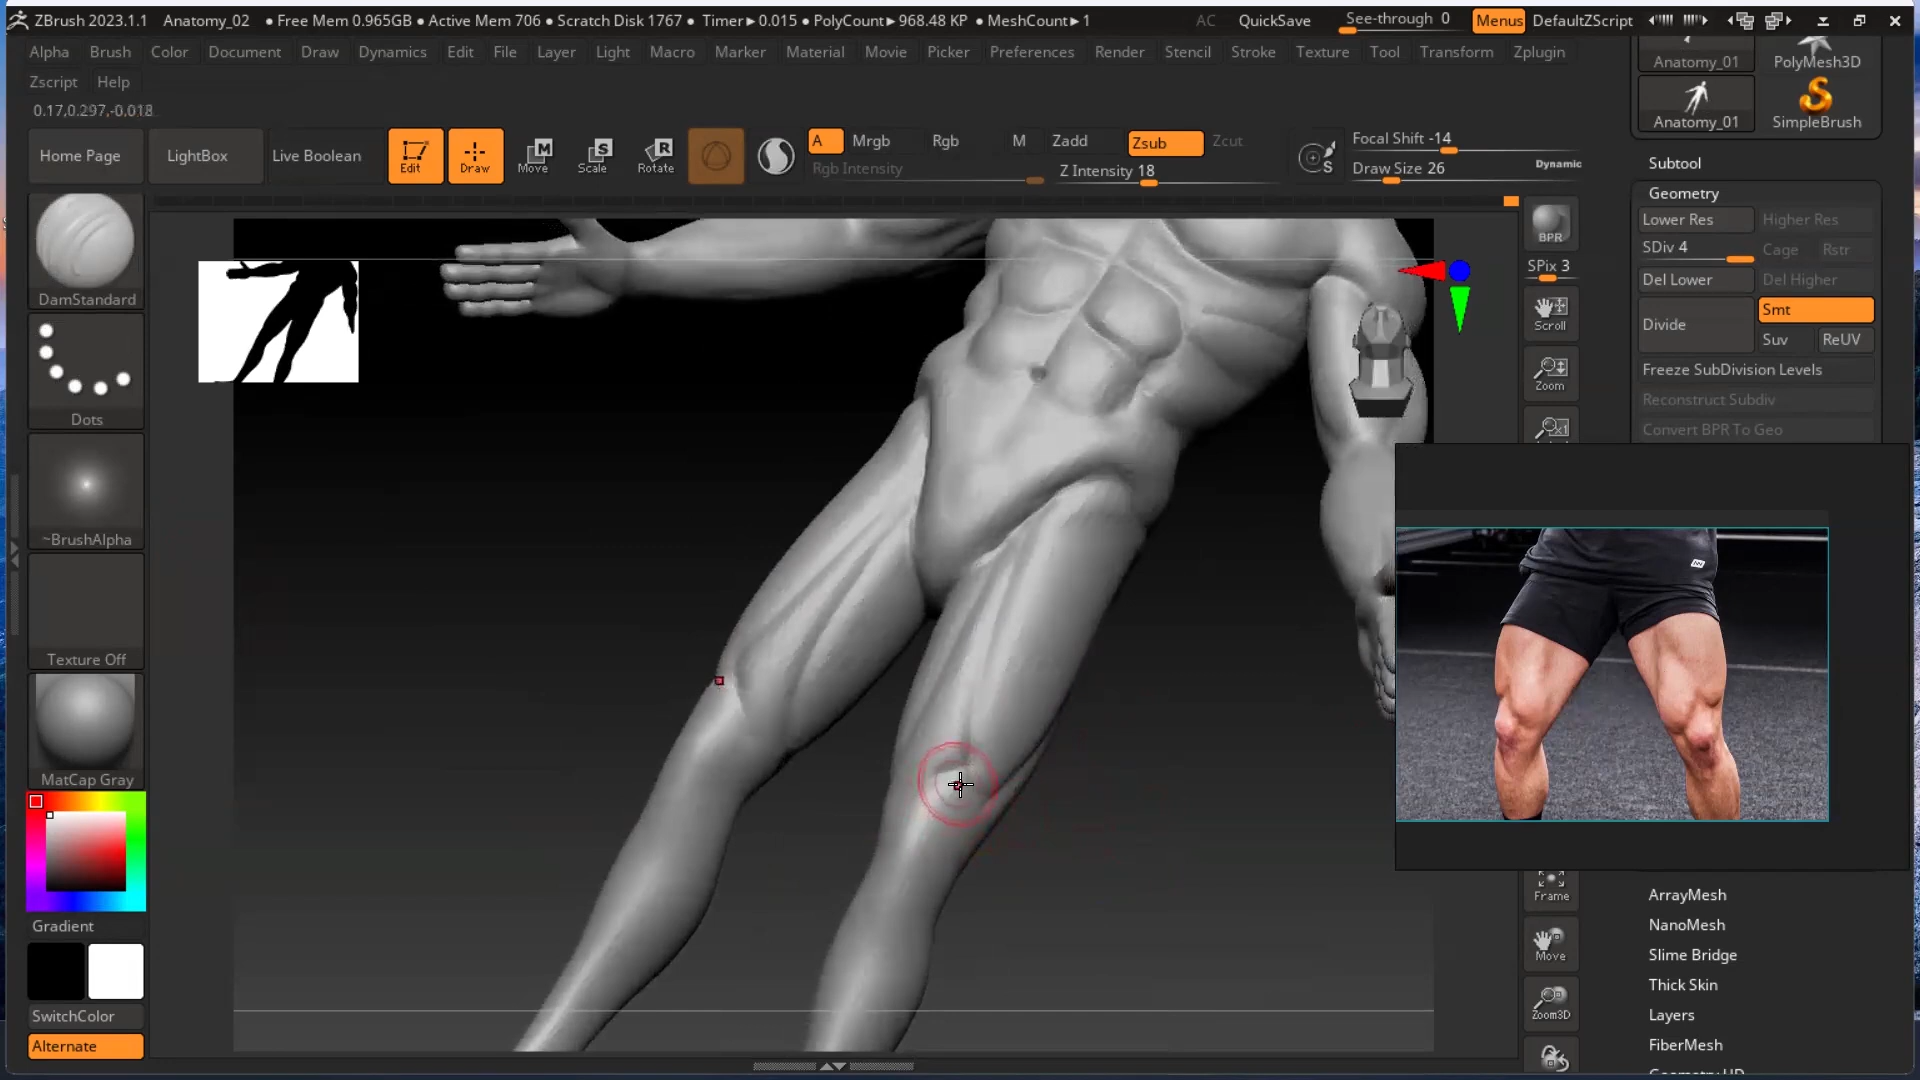 ZBrush 2023.1.1 Anatomy_02 ● Free Mem 0.965GB ● Active Mem 706 ● Scratch Disk 1767 ● Timer►0.015 ● PolyCount►968.48 KP ● MeshCount►1 AC QuickSave See-through 0 Menus DefaultZScript
Alpha Brush Color Document Draw Dynamics Edit File Layer Light Macro Marker Material Movie Picker Preferences Render Stencil Stroke Texture Tool Transform Zplugin
Zscript Help
0.17,0.297,-0.018
Home Page
LightBox
Live Boolean
Edit
Draw
Move
Scale
Rotate
A Mrgb Rgb M Zadd Zsub Zcut
Rgb Intensity
Z Intensity 18
Focal Shift -14
Draw Size 26
Dynamic
DamStandard
Dots
~BrushAlpha
Texture Off
MatCap Gray
Gradient
SwitchColor
Alternate
BPR
SPix 3
Scroll
Zoom
Frame
Move
Zoom3D
Anatomy_01 PolyMesh3D
Anatomy_01 SimpleBrush
Subtool
Geometry
Lower Res Higher Res
SDiv 4 Cage Rstr
Del Lower Del Higher
Divide Smt
Suv ReUV
Freeze SubDivision Levels
Reconstruct Subdiv
Convert BPR To Geo
ArrayMesh
NanoMesh
Slime Bridge
Thick Skin
Layers
FiberMesh
Geometry HD